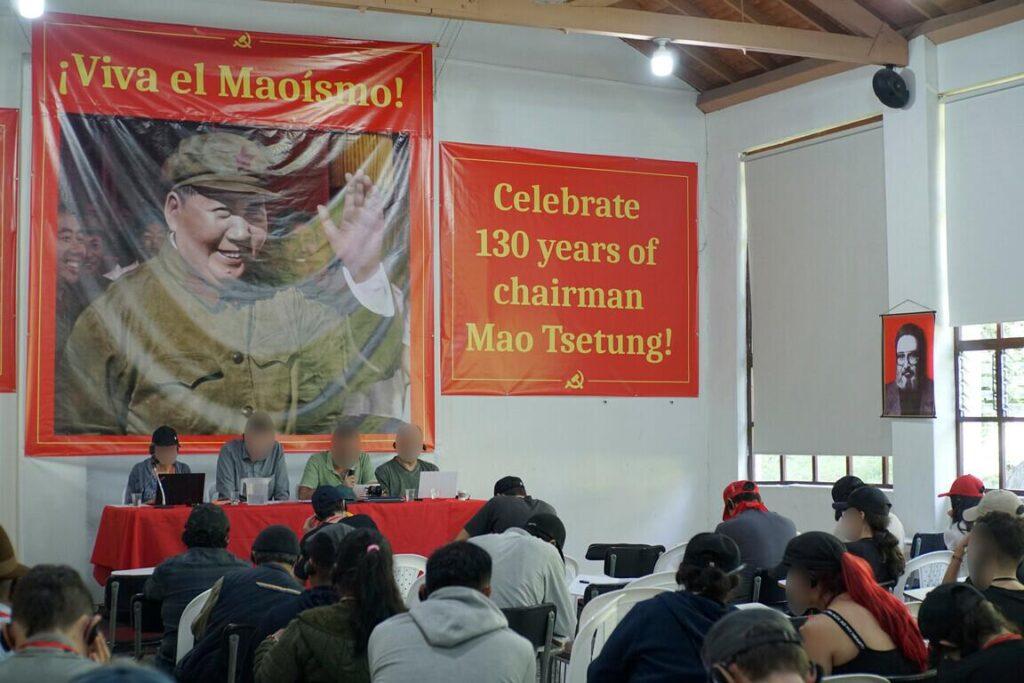 ¡Viva el Maoísmo!
Celebrate
130 years of
chairman
Mao Tsetung!